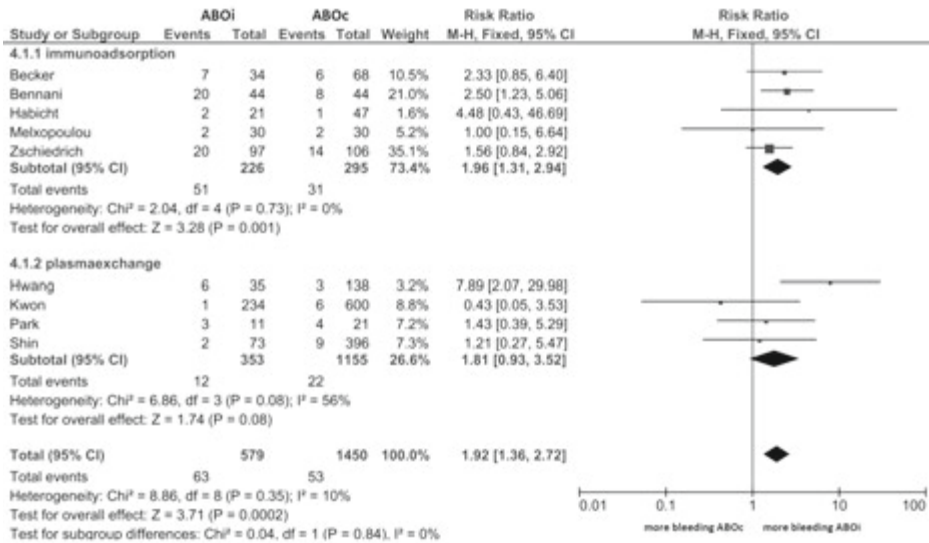 ABOi ABOc Risk Ratio Risk Ratio
Study or Subgroup Events Total Events Total Weight M-H, Fixed, 95% CI M-H, Fixed, 95% CI
4.1.1 immunoadsorption
Becker 7 34 6 68 10.5% 2.33 [0.85, 6.40]
Bennani 20 44 8 44 21.0% 2.50 [1.23, 5.06]
Habicht 2 21 1 47 1.6% 4.48 [0.43, 46.69]
Melxopoulou 2 30 2 30 5.2% 1.00 [0.15, 6.64]
Zschiedrich 20 97 14 106 35.1% 1.56 [0.84, 2.92]
Subtotal (95% CI) 226 295 73.4% 1.96 [1.31, 2.94]
Total events 51 31
Heterogeneity: Chi² = 2.04, df = 4 (P = 0.73); I² = 0%
Test for overall effect: Z = 3.28 (P = 0.001)
4.1.2 plasmaexchange
Hwang 6 35 3 138 3.2% 7.89 [2.07, 29.98]
Kwon 1 234 6 600 8.8% 0.43 [0.05, 3.53]
Park 3 11 4 21 7.2% 1.43 [0.39, 5.29]
Shin 2 73 9 396 7.3% 1.21 [0.27, 5.47]
Subtotal (95% CI) 353 1155 26.6% 1.81 [0.93, 3.52]
Total events 12 22
Heterogeneity: Chi² = 6.86, df = 3 (P = 0.08); I² = 56%
Test for overall effect: Z = 1.74 (P = 0.08)
Total (95% CI) 579 1450 100.0% 1.92 [1.36, 2.72]
Total events 63 53
Heterogeneity: Chi² = 8.86, df = 8 (P = 0.35); I² = 10%
Test for overall effect: Z = 3.71 (P = 0.0002)
Test for subgroup differences: Chi² = 0.04, df = 1 (P = 0.84), I² = 0%
0.01 0.1 1 10 100
more bleeding ABOc more bleeding ABOi